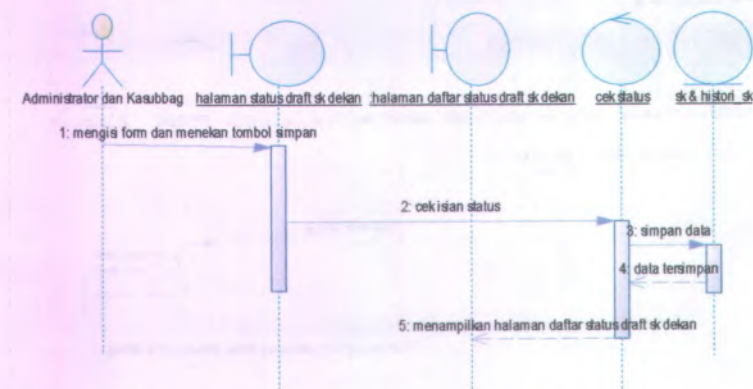 Administrator dan Kasubbag halaman status draft sk dekan :halaman daftar status draft sk dekan cek status sk & histori_sk
1: mengisi form dan menekan tombol simpan
2: cek isian status
3: simpan data
4: data tersimpan
5: menampilkan halaman daftar status draft sk dekan